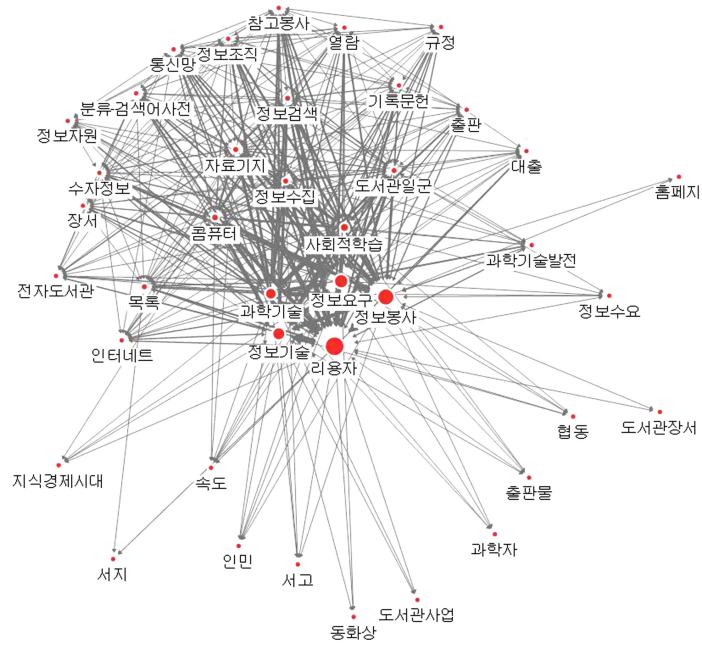 참고봉사
열람
규정
정보조직
통신망
기록문헌
분류-검색어사전
정보검색
출판
정보자원
자료기지
대출
수자정보
정보수집
도서관일군
홈페지
장서
콤퓨터
사회적학습
과학기술발전
전자도서관
목록
과학기술
정보요구
정보봉사
정보수요
인터네트
정보기술
리용자
협동
도서관장서
지식경제시대
속도
출판물
과학자
서지
인민
서고
도서관사업
동화상